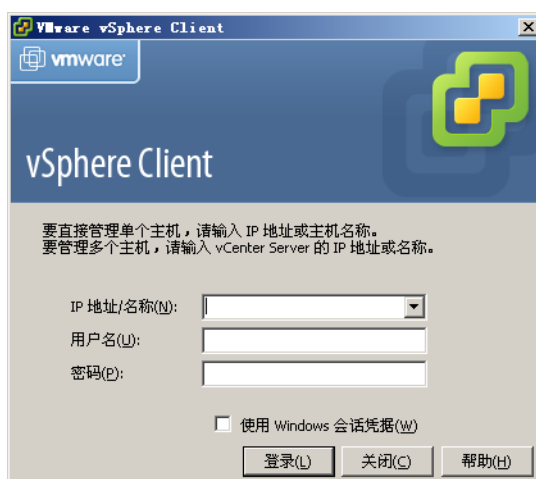 VMware vSphere Client
vmware
vSphere Client
要直接管理单个主机，请输入 IP 地址或主机名称。
要管理多个主机，请输入 vCenter Server 的 IP 地址或名称。
IP 地址/名称(N):
用户名(U):
密码(P):
使用 Windows 会话凭据(W)
登录(L) 关闭(C) 帮助(H)